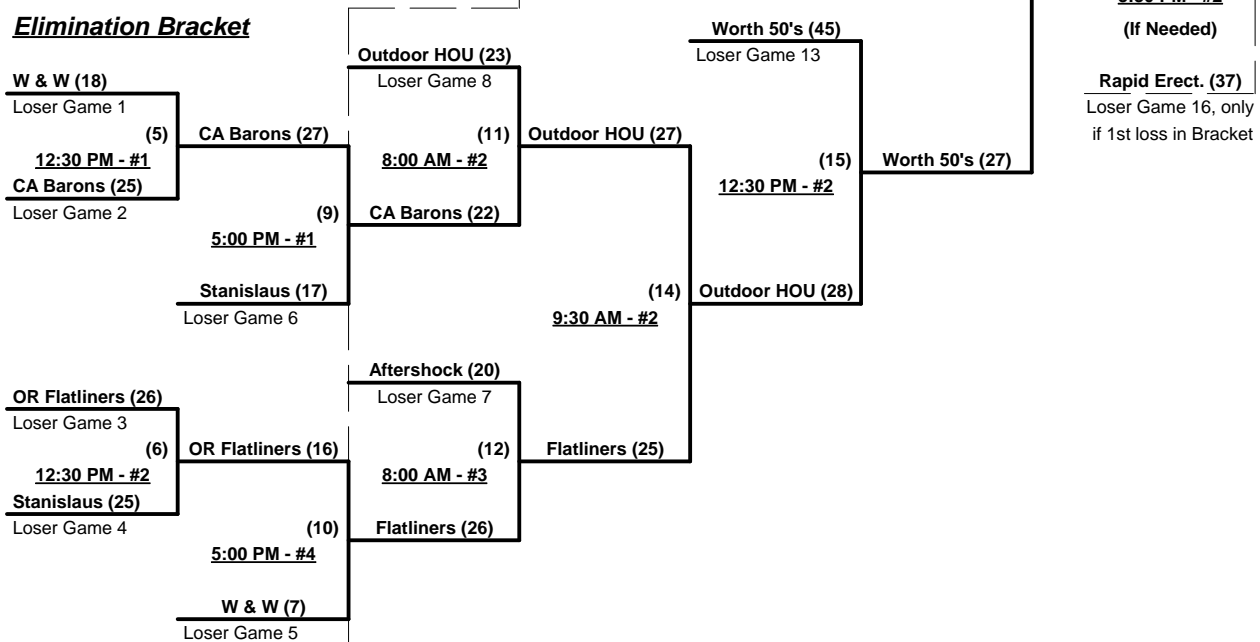 Elimination Bracket
W & W (18)
Loser Game 1
(5)
12:30 PM - #1
CA Barons (25)
Loser Game 2
CA Barons (27)
(9)
5:00 PM - #1
Stanislaus (17)
Loser Game 6
OR Flatliners (26)
Loser Game 3
(6)
12:30 PM - #2
Stanislaus (25)
Loser Game 4
OR Flatliners (16)
(10)
5:00 PM - #4
W & W (7)
Loser Game 5
Outdoor HOU (23)
Loser Game 8
(11)
8:00 AM - #2
CA Barons (22)
Aftershock (20)
Loser Game 7
(12)
8:00 AM - #3
Flatliners (26)
Outdoor HOU (27)
(14)
9:30 AM - #2
Flatliners (25)
Worth 50's (45)
Loser Game 13
(15)
12:30 PM - #2
Outdoor HOU (28)
Worth 50's (27)
(If Needed)
Rapid Erect. (37)
Loser Game 16, only
if 1st loss in Bracket